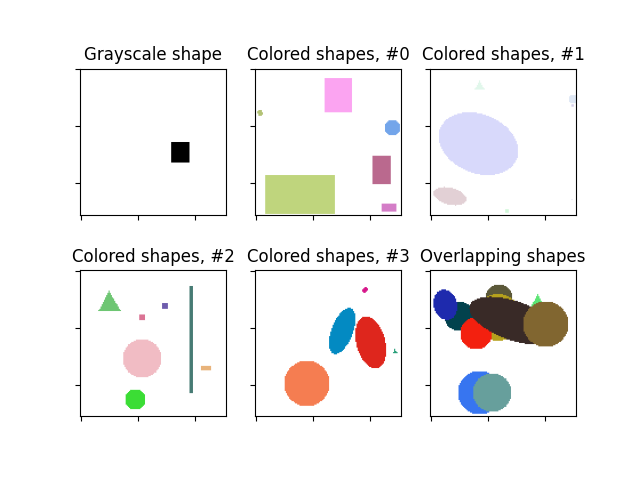 Grayscale shape
Colored shapes, #0
Colored shapes, #1
Colored shapes, #2
Colored shapes, #3
Overlapping shapes